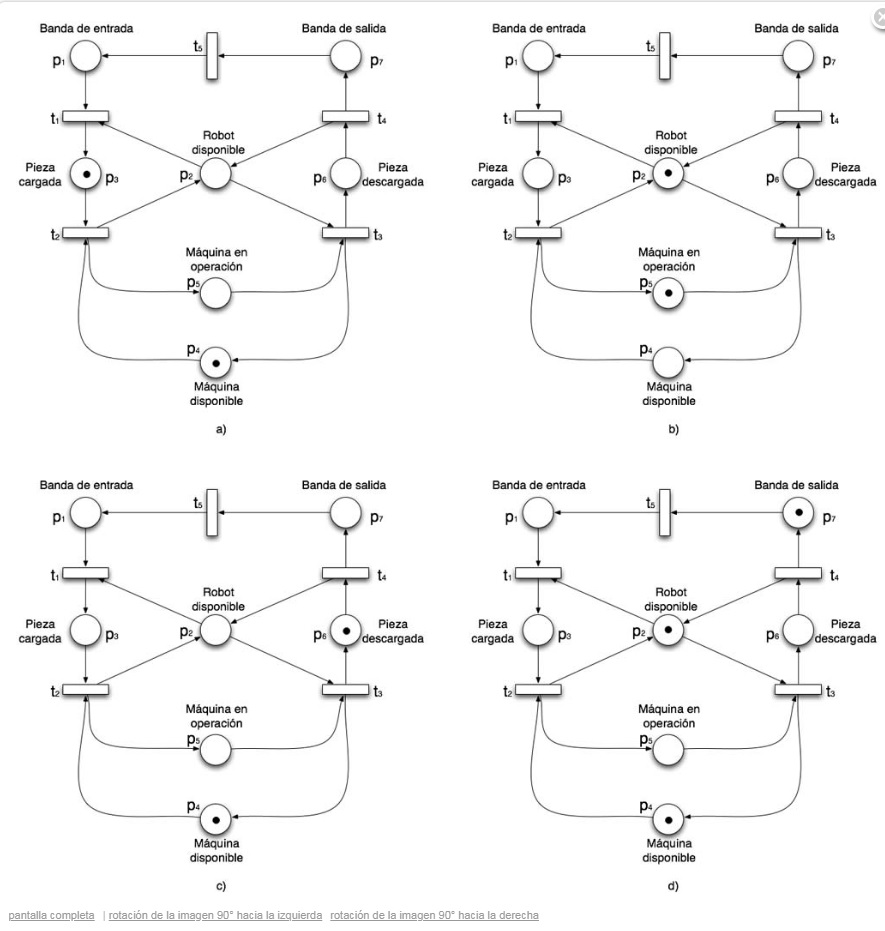 Banda de entrada
Banda de salida
p1
t5
p7
t1
t4
Robot
disponible
Pieza
cargada
p3
p2
p6
Pieza
descargada
t2
t3
Máquina en
operación
p5
p4
Máquina
disponible
a)
Banda de entrada
Banda de salida
p1
t5
p7
t1
t4
Robot
disponible
Pieza
cargada
p3
p2
p6
Pieza
descargada
t2
t3
Máquina en
operación
p5
p4
Máquina
disponible
b)
Banda de entrada
Banda de salida
p1
t5
p7
t1
t4
Robot
disponible
Pieza
cargada
p3
p2
p6
Pieza
descargada
t2
t3
Máquina en
operación
p5
p4
Máquina
disponible
c)
Banda de entrada
Banda de salida
p1
t5
p7
t1
t4
Robot
disponible
Pieza
cargada
p3
p2
p6
Pieza
descargada
t2
t3
Máquina en
operación
p5
p4
Máquina
disponible
d)
pantalla completa | rotación de la imagen 90° hacia la izquierda rotación de la imagen 90° hacia la derecha